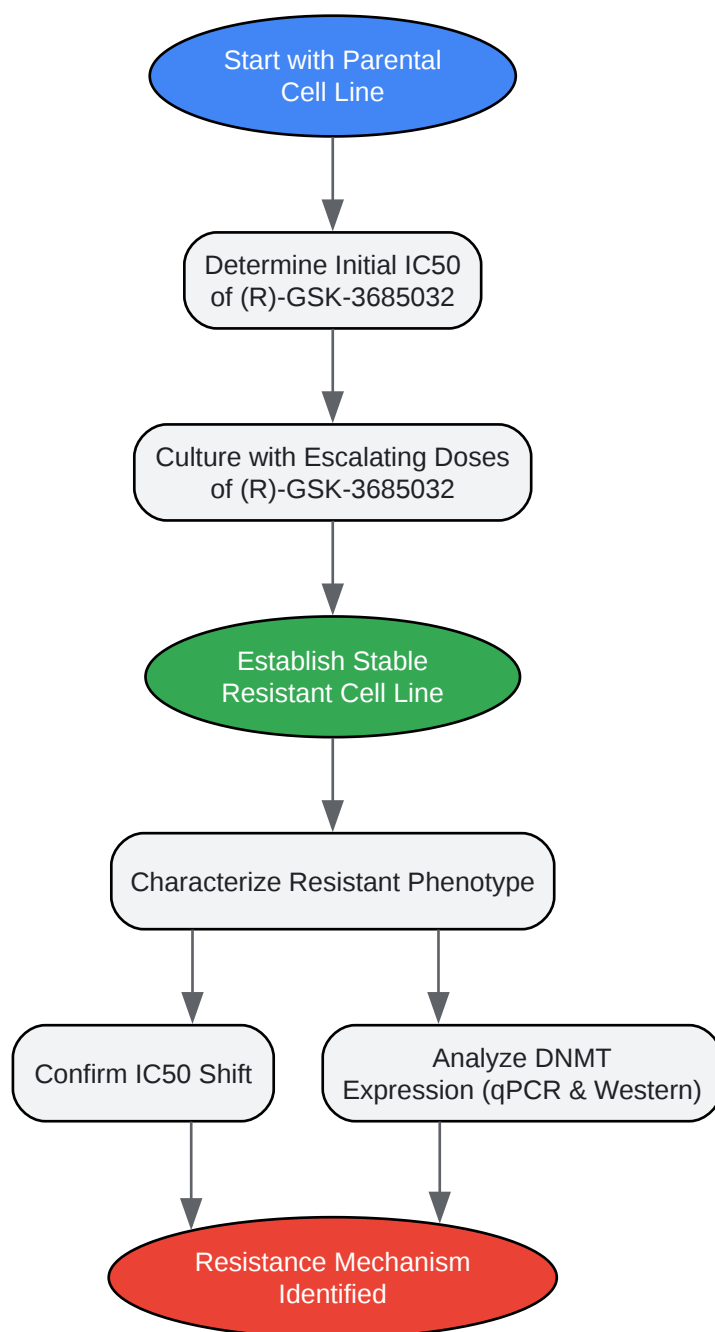 Start with Parental
Cell Line
Determine Initial IC50
of (R)-GSK-3685032
Culture with Escalating Doses
of (R)-GSK-3685032
Establish Stable
Resistant Cell Line
Characterize Resistant Phenotype
Confirm IC50 Shift
Analyze DNMT
Expression (qPCR & Western)
Resistance Mechanism
Identified